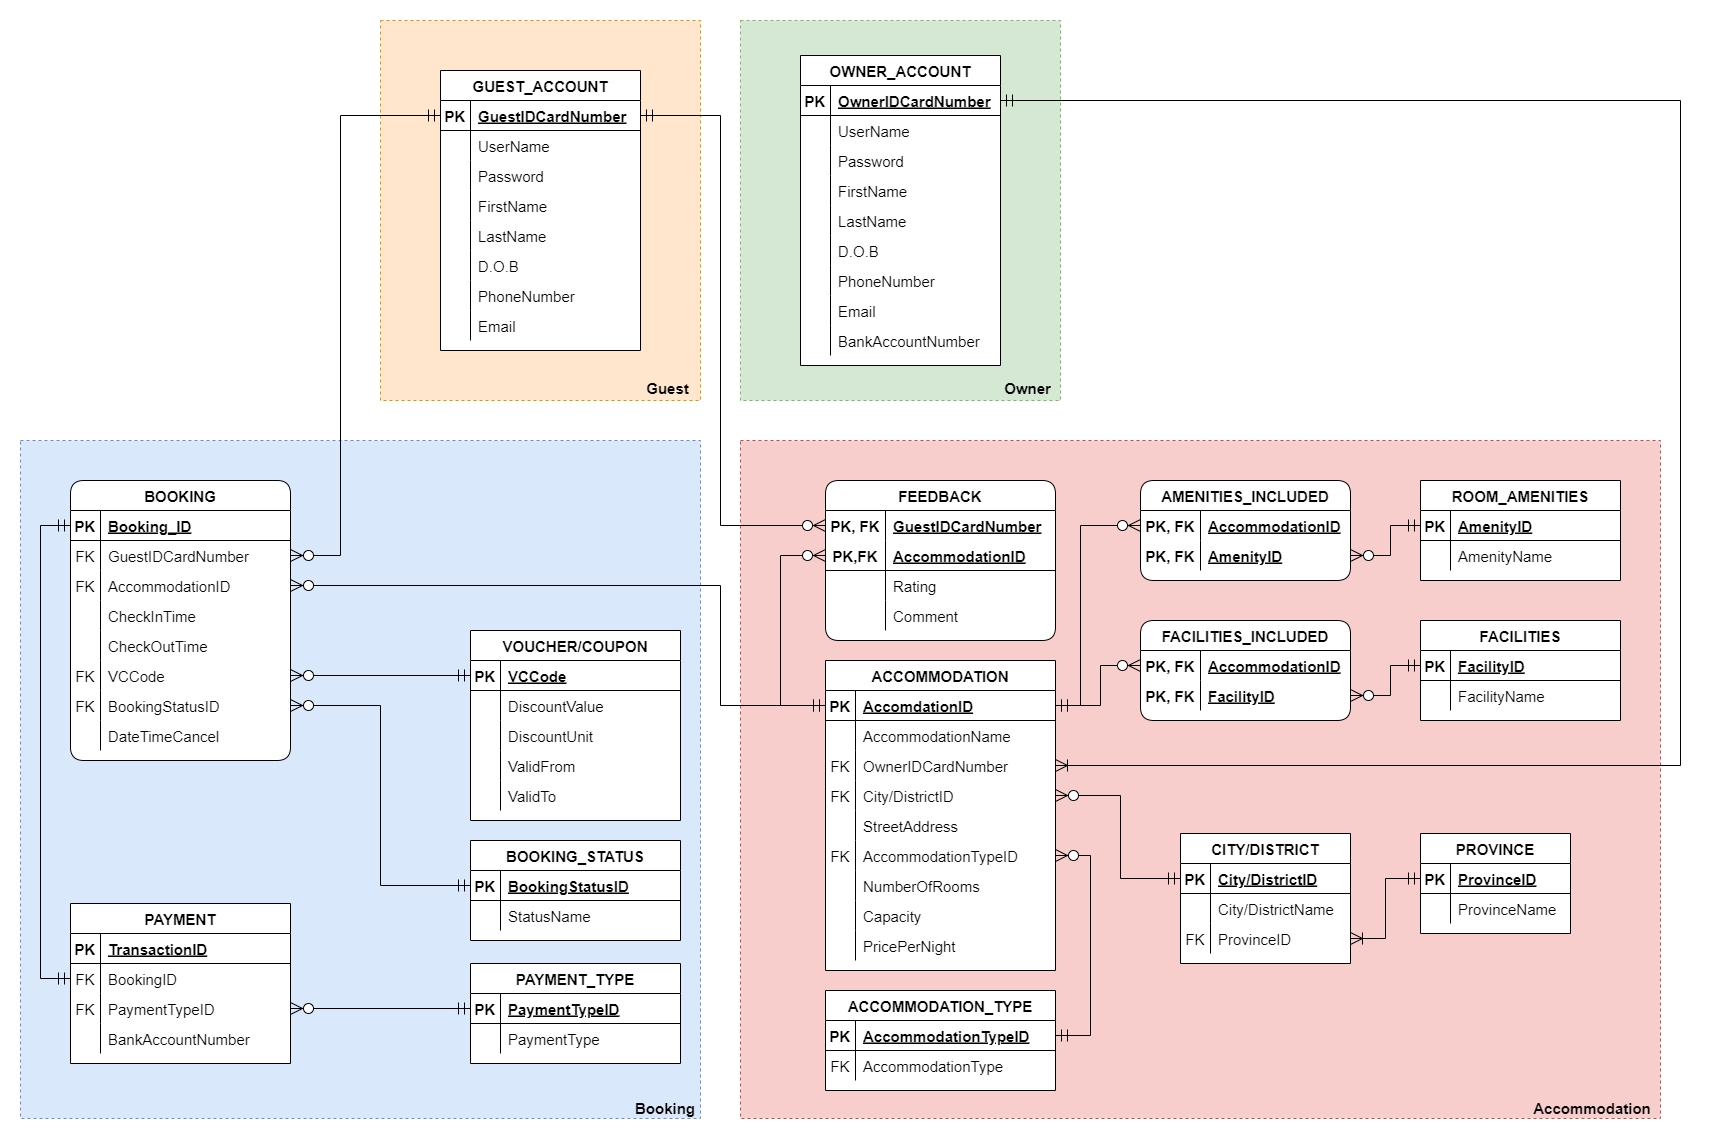 GUEST_ACCOUNT
PK GuestIDCardNumber
UserName
Password
FirstName
LastName
D.O.B
PhoneNumber
Email
Guest
OWNER_ACCOUNT
PK OwnerIDCardNumber
UserName
Password
FirstName
LastName
D.O.B
PhoneNumber
Email
BankAccountNumber
Owner
BOOKING
PK Booking_ID
FK GuestIDCardNumber
FK AccommodationID
CheckInTime
CheckOutTime
FK VCCode
FK BookingStatusID
DateTimeCancel
VOUCHER/COUPON
PK VCCode
DiscountValue
DiscountUnit
ValidFrom
ValidTo
BOOKING_STATUS
PK BookingStatusID
StatusName
PAYMENT
PK TransactionID
FK BookingID
FK PaymentTypeID
BankAccountNumber
PAYMENT_TYPE
PK PaymentTypeID
PaymentType
Booking
FEEDBACK
PK, FK GuestIDCardNumber
PK,FK AccommodationID
Rating
Comment
AMENITIES_INCLUDED
PK, FK AccommodationID
PK, FK AmenityID
ROOM_AMENITIES
PK AmenityID
AmenityName
FACILITIES_INCLUDED
PK, FK AccommodationID
PK, FK FacilityID
FACILITIES
PK FacilityID
FacilityName
ACCOMMODATION
PK AccomdationID
AccommodationName
FK OwnerIDCardNumber
FK City/DistrictID
StreetAddress
FK AccommodationTypeID
NumberOfRooms
Capacity
PricePerNight
CITY/DISTRICT
PK City/DistrictID
City/DistrictName
FK ProvinceID
PROVINCE
PK ProvinceID
ProvinceName
ACCOMMODATION_TYPE
PK AccommodationTypeID
FK AccommodationType
Accommodation